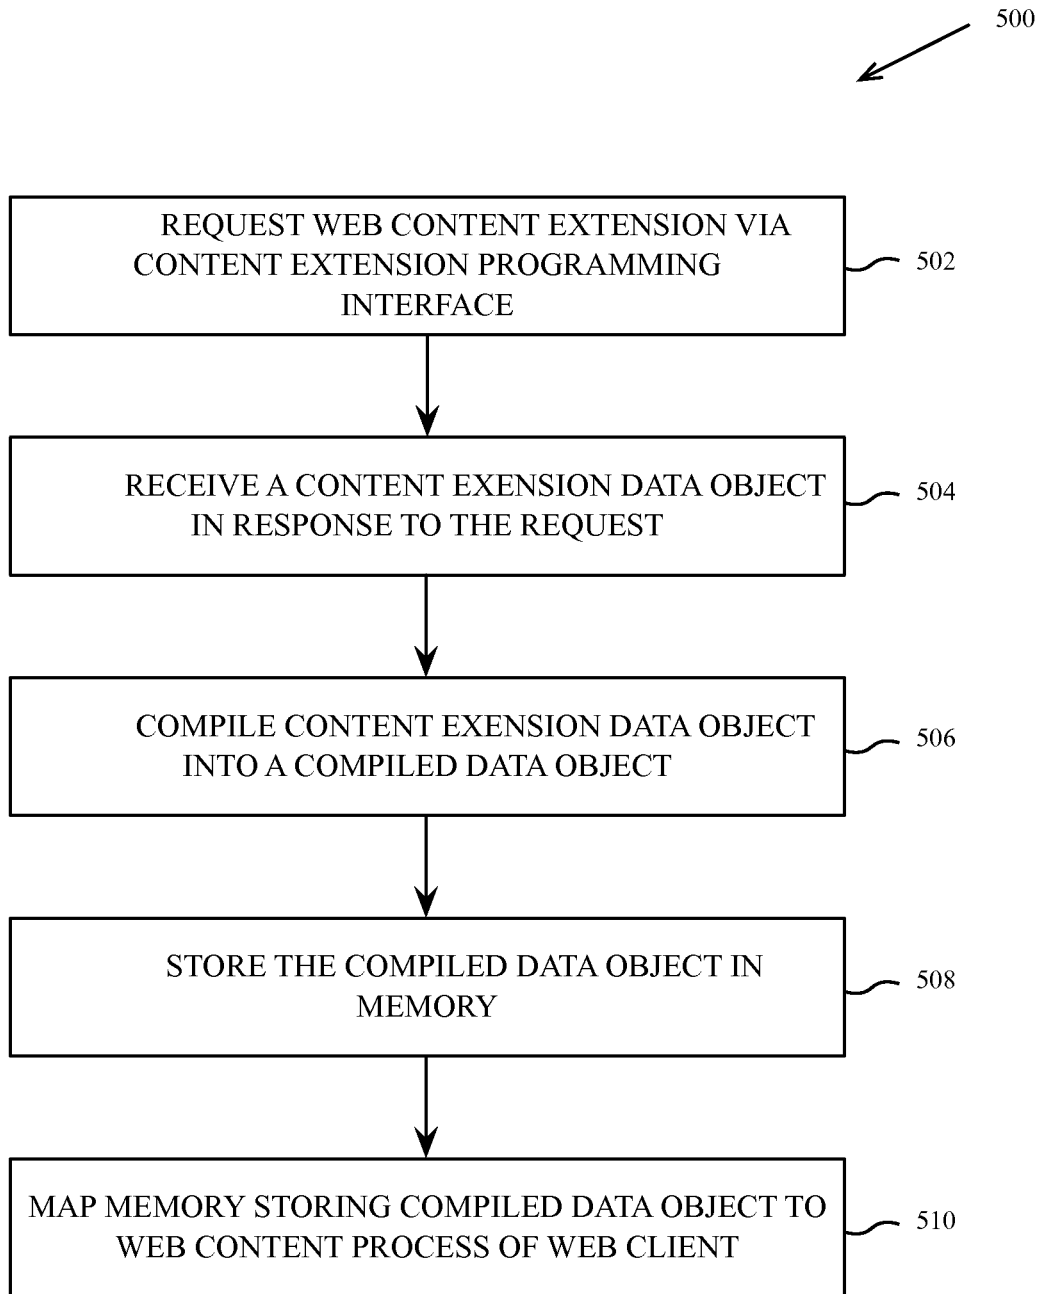 500
REQUEST WEB CONTENT EXTENSION VIA
CONTENT EXTENSION PROGRAMMING
INTERFACE
502
RECEIVE A CONTENT EXENSION DATA OBJECT
IN RESPONSE TO THE REQUEST
504
COMPILE CONTENT EXENSION DATA OBJECT
INTO A COMPILED DATA OBJECT
506
STORE THE COMPILED DATA OBJECT IN
MEMORY
508
MAP MEMORY STORING COMPILED DATA OBJECT TO
WEB CONTENT PROCESS OF WEB CLIENT
510